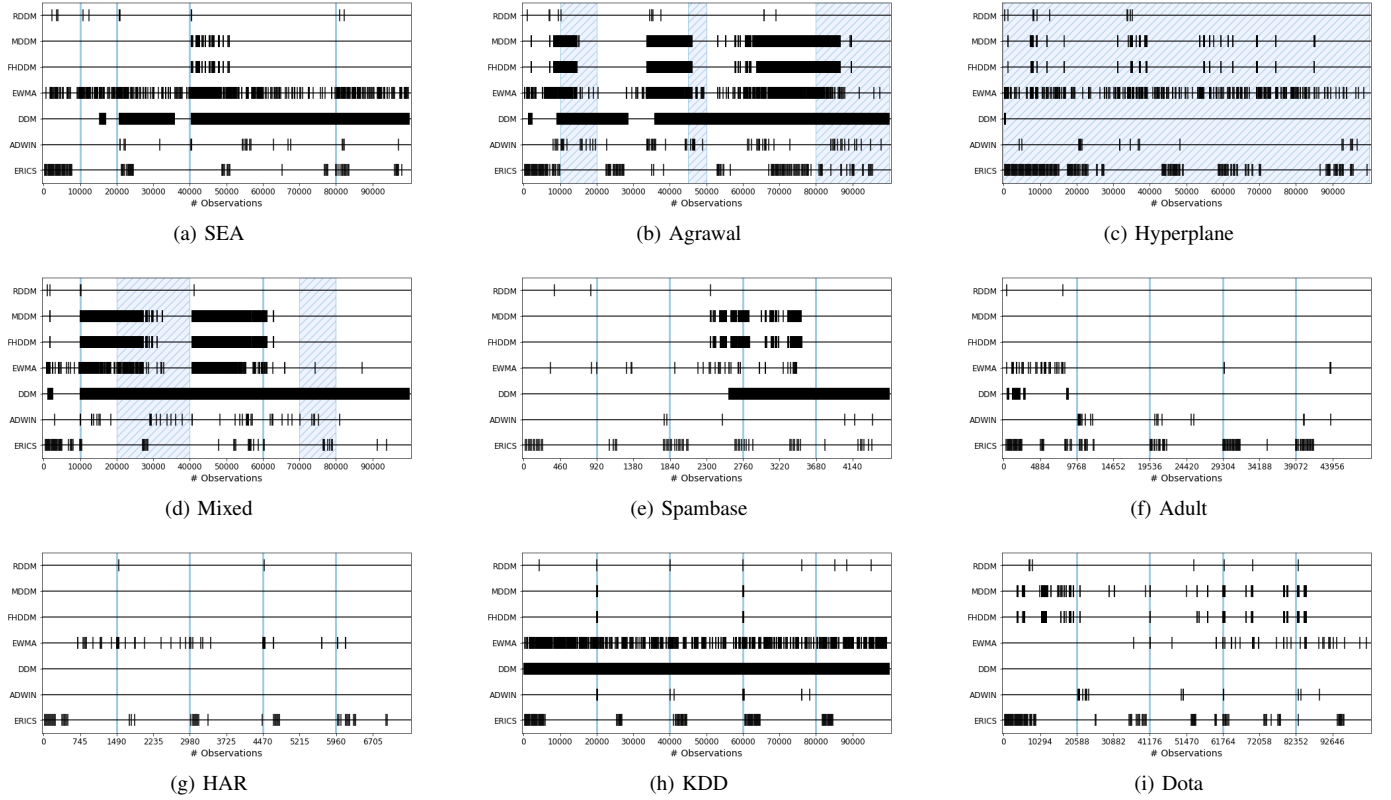 RDDM
MDDM
FHDDM
EWMA
DDM
ADWIN
ERICS
10000 20000 30000 40000 50000 60000 70000 80000 90000
# Observations
(a) SEA
RDDM
MDDM
FHDDM
EWMA
DDM
ADWIN
ERICS
0 10000 20000 30000 40000 50000 60000 70000 80000 90000
# Observations
(b) Agrawal
RDDM
MDDM
FHDDM
EWMA
DDM
ADWIN
ERICS
0 10000 20000 30000 40000 50000 60000 70000 80000 90000
# Observations
(c) Hyperplane
RDDM
MDDM
FHDDM
EWMA
DDM
ADWIN
ERICS
0 10000 20000 30000 40000 50000 60000 70000 80000 90000
# Observations
(d) Mixed
RDDM
MDDM
FHDDM
EWMA
DDM
ADWIN
ERICS
0 460 920 1380 1840 2300 2760 3220 3680 4140
# Observations
(e) Spambase
RDDM
MDDM
FHDDM
EWMA
DDM
ADWIN
ERICS
0 4884 9768 14652 19536 24420 29304 34188 39072 43956
# Observations
(f) Adult
RDDM
MDDM
FHDDM
EWMA
DDM
ADWIN
ERICS
0 745 1490 2235 2980 3725 4470 5215 5960 6705
# Observations
(g) HAR
RDDM
MDDM
FHDDM
EWMA
DDM
ADWIN
ERICS
0 10000 20000 30000 40000 50000 60000 70000 80000 90000
# Observations
(h) KDD
RDDM
MDDM
FHDDM
EWMA
DDM
ADWIN
ERICS
0 10294 20588 30882 41176 51470 61764 72058 82352 92646
# Observations
(i) Dota